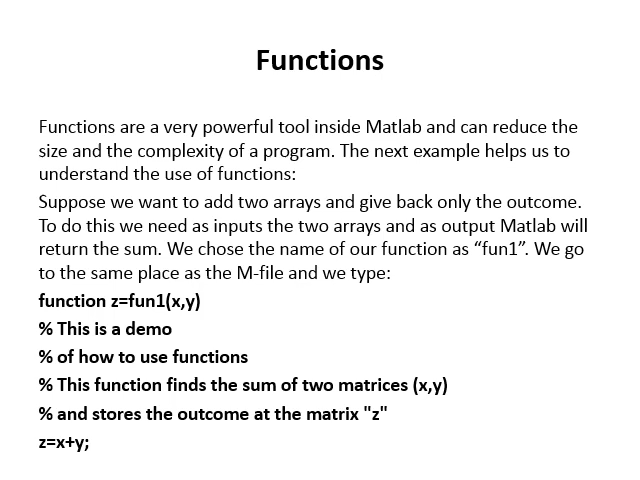 Functions
Functions are a very powerful tool inside Matlab and can reduce the
size and the complexity of a program. The next example helps us to
understand the use of functions:
Suppose we want to add two arrays and give back only the outcome.
To do this we need as inputs the two arrays and as output Matlab will
return the sum. We chose the name of our function as “fun1”. We go
to the same place as the M-file and we type:
function z=fun1(x,y)
% This is a demo
% of how to use functions
% This function finds the sum of two matrices (x,y)
% and stores the outcome at the matrix "z"
z=x+y;